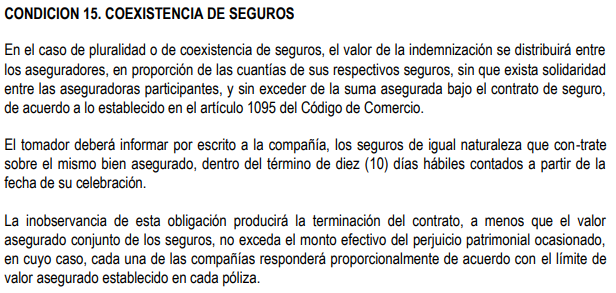 CONDICION 15. COEXISTENCIA DE SEGUROS
En el caso de pluralidad o de coexistencia de seguros, el valor de la indemnización se distribuirá entre
los aseguradores, en proporción de las cuantías de sus respectivos seguros, sin que exista solidaridad
entre las aseguradoras participantes, y sin exceder de la suma asegurada bajo el contrato de seguro,
de acuerdo a lo establecido en el artículo 1095 del Código de Comercio.
El tomador deberá informar por escrito a la compañía, los seguros de igual naturaleza que con-trate
sobre el mismo bien asegurado, dentro del término de diez (10) días hábiles contados a partir de la
fecha de su celebración.
La inobservancia de esta obligación producirá la terminación del contrato, a menos que el valor
asegurado conjunto de los seguros, no exceda el monto efectivo del perjuicio patrimonial ocasionado,
en cuyo caso, cada una de las compañías responderá proporcionalmente de acuerdo con el límite de
valor asegurado establecido en cada póliza.